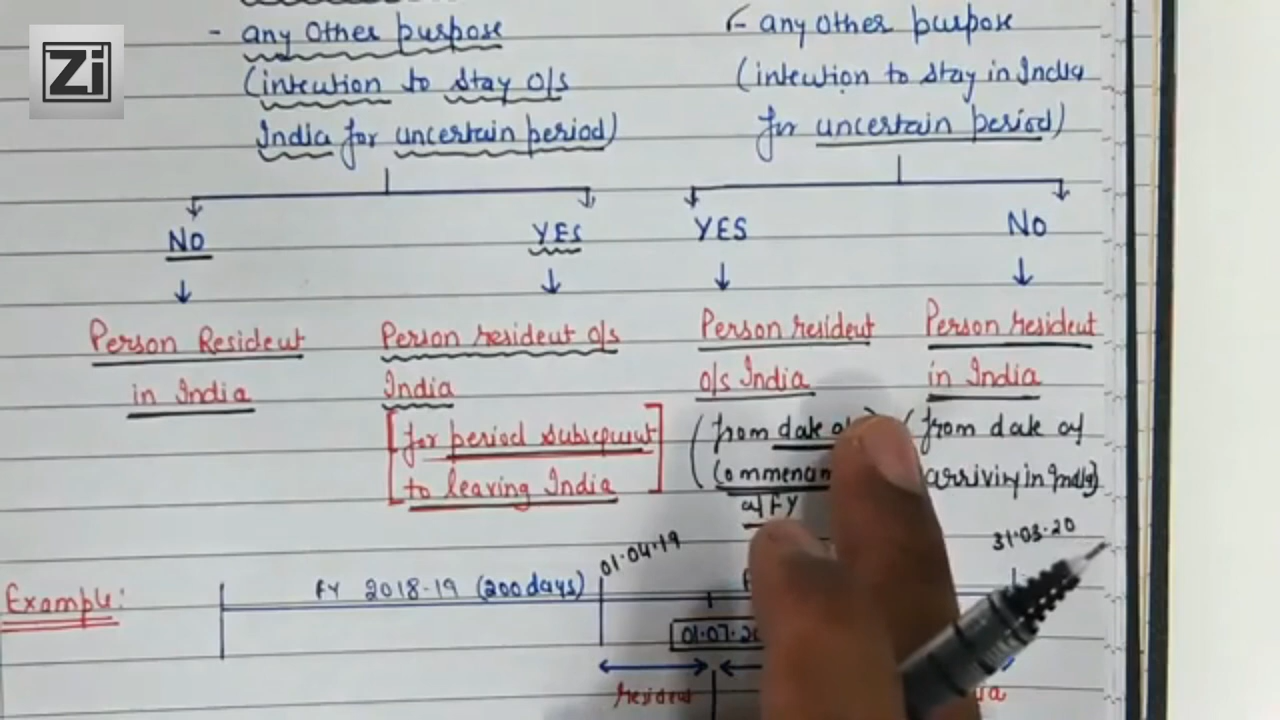 Zi
- any other purpose
(intention to stay o/s
India for uncertain period)
NO
YES
Person Resident
in India
Person resident o/s
India
[for period subsequent
to leaving India]
- any other purpose
(intention to stay in India
for uncertain period)
YES
NO
Person resident
o/s India
(from date of
Commencem
of FY
Person resident
in India
(from date of
arriving in India)
Example:
FY 2018-19 (200 days)
01.04.19
31.03.20
01.07.20
resident